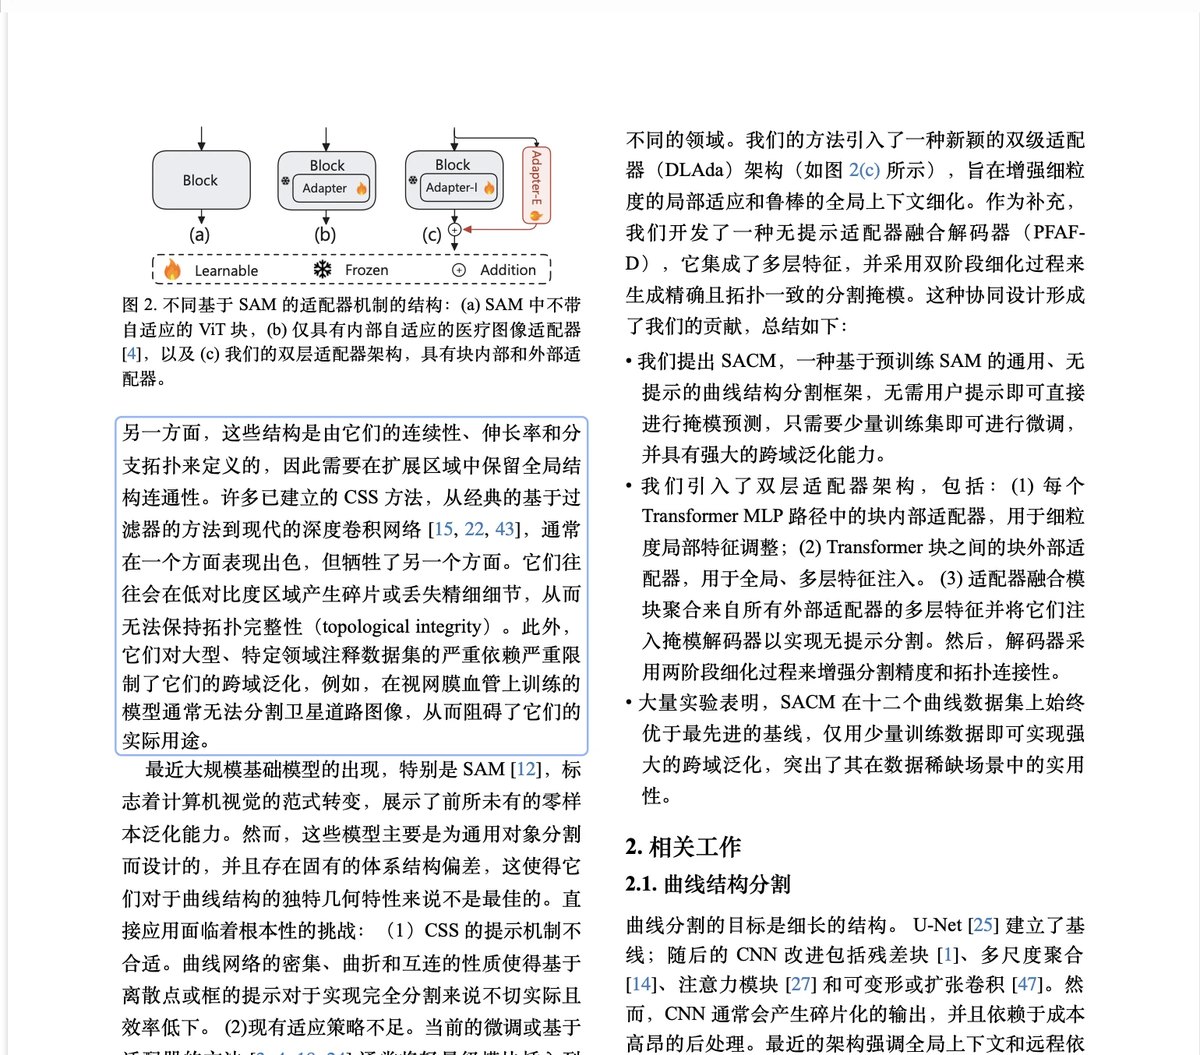 Block
(a)
Block
Adapter
(b)
Block
Adapter-I
(c)
Adapter-E
Learnable
Frozen
Addition
图 2. 不同基于 SAM 的适配器机制的结构：(a) SAM 中不带
自适应的 ViT 块，(b) 仅具有内部自适应的医疗图像适配器
[4]，以及 (c) 我们的双层适配器架构，具有块内部和外部适
配器。
另一方面，这些结构是由它们的连续性、伸长率和分
支拓扑来定义的，因此需要在扩展区域中保留全局结
构连通性。许多已建立的 CSS 方法，从经典的基于过
滤器的方法到现代的深度卷积网络 [15, 22, 43]，通常
在一个方面表现出色，但牺牲了另一个方面。它们往
往会在低对比度区域产生碎片或丢失精细细节，从而
无法保持拓扑完整性（topological integrity）。此外，
它们对大型、特定领域注释数据集的严重依赖严重限
制了它们的跨域泛化，例如，在视网膜血管上训练的
模型通常无法分割卫星道路图像，从而阻碍了它们的
实际用途。
最近大规模基础模型的出现，特别是 SAM [12]，标
志着计算机视觉的范式转变，展示了前所未有的零样
本泛化能力。然而，这些模型主要是为通用对象分割
而设计的，并且存在固有的体系结构偏差，这使得它
们对于曲线结构的独特几何特性来说不是最佳的。直
接应用面临着根本性的挑战：（1）CSS 的提示机制不
合适。曲线网络的密集、曲折和互连的性质使得基于
离散点或框的提示对于实现完全分割来说不切实际且
效率低下。 (2)现有适应策略不足。当前的微调或基于
不同的领域。我们的方法引入了一种新颖的双级适配
器（DLAda）架构（如图 2(c) 所示），旨在增强细粒
度的局部适应和鲁棒的全局上下文细化。作为补充，
我们开发了一种无提示适配器融合解码器（PFAF-
D），它集成了多层特征，并采用双阶段细化过程来
生成精确且拓扑一致的分割掩模。这种协同设计形成
了我们的贡献，总结如下：
• 我们提出 SACM，一种基于预训练 SAM 的通用、无
提示的曲线结构分割框架，无需用户提示即可直接
进行掩模预测，只需要少量训练集即可进行微调，
并具有强大的跨域泛化能力。
• 我们引入了双层适配器架构，包括：(1) 每个
Transformer MLP 路径中的块内部适配器，用于细粒
度局部特征调整；(2) Transformer 块之间的块外部适
配器，用于全局、多层特征注入。 (3) 适配器融合模
块聚合来自所有外部适配器的多层特征并将它们注
入掩模解码器以实现无提示分割。然后，解码器采
用两阶段细化过程来增强分割精度和拓扑连接性。
• 大量实验表明，SACM 在十二个曲线数据集上始终
优于最先进的基线，仅用少量训练数据即可实现强
大的跨域泛化，突出了其在数据稀缺场景中的实用
性。
2. 相关工作
2.1. 曲线结构分割
曲线分割的目标是细长的结构。 U-Net [25] 建立了基
线；随后的 CNN 改进包括残差块 [1]、多尺度聚合
[14]、注意力模块 [27] 和可变形或扩张卷积 [47]。然
而，CNN 通常会产生碎片化的输出，并且依赖于成本
高昂的后处理。最近的架构强调全局上下文和远程依